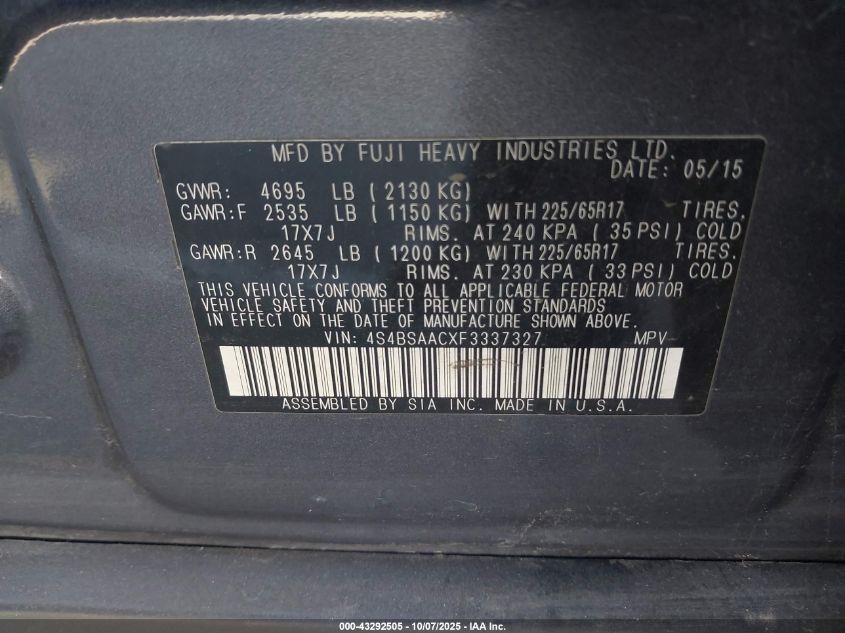 MFD BY FUJI HEAVY INDUSTRIES LTD.
DATE: 05/15
GVWR: 4695 LB ( 2130 KG)
GAWR:F 2535 LB ( 1150 KG) WITH 225/65R17 TIRES,
17X7J RIMS. AT 240 KPA ( 35 PSI) COLD
GAWR:R 2645 LB ( 1200 KG) WITH 225/65R17 TIRES,
17X7J RIMS. AT 230 KPA ( 33 PSI) COLD
THIS VEHICLE CONFORMS TO ALL APPLICABLE FEDERAL MOTOR
VEHICLE SAFETY AND THEFT PREVENTION STANDARDS
IN EFFECT ON THE DATE OF MANUFACTURE SHOWN ABOVE.
VIN: 4S4BSAACXF3337327 MPV
ASSEMBLED BY SIA INC. MADE IN U.S.A.
000-43292505 - 10/07/2025 - IAA Inc.